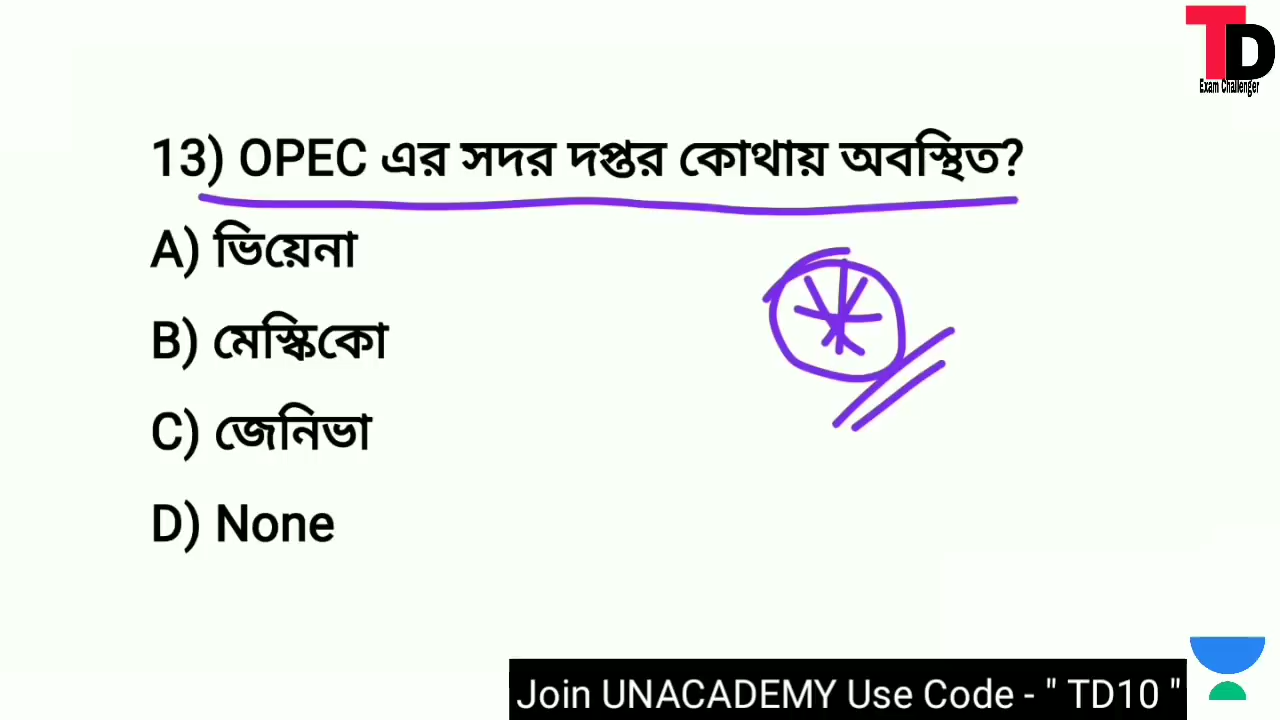 TD
Exam Challenger
13) OPEC এর সদর দপ্তর কোথায় অবস্থিত?
A) ভিয়েনা
B) মেস্কিকো
C) জেনিভা
D) None
Join UNACADEMY Use Code - " TD10 "